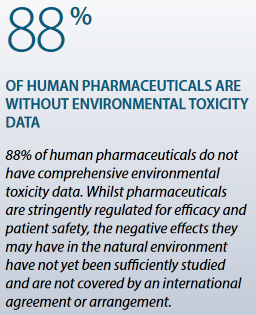 88%
OF HUMAN PHARMACEUTICALS ARE
WITHOUT ENVIRONMENTAL TOXICITY
DATA
88% of human pharmaceuticals do not
have comprehensive environmental
toxicity data. Whilst pharmaceuticals
are stringently regulated for efficacy and
patient safety, the negative effects they
may have in the natural environment
have not yet been sufficiently studied
and are not covered by an international
agreement or arrangement.